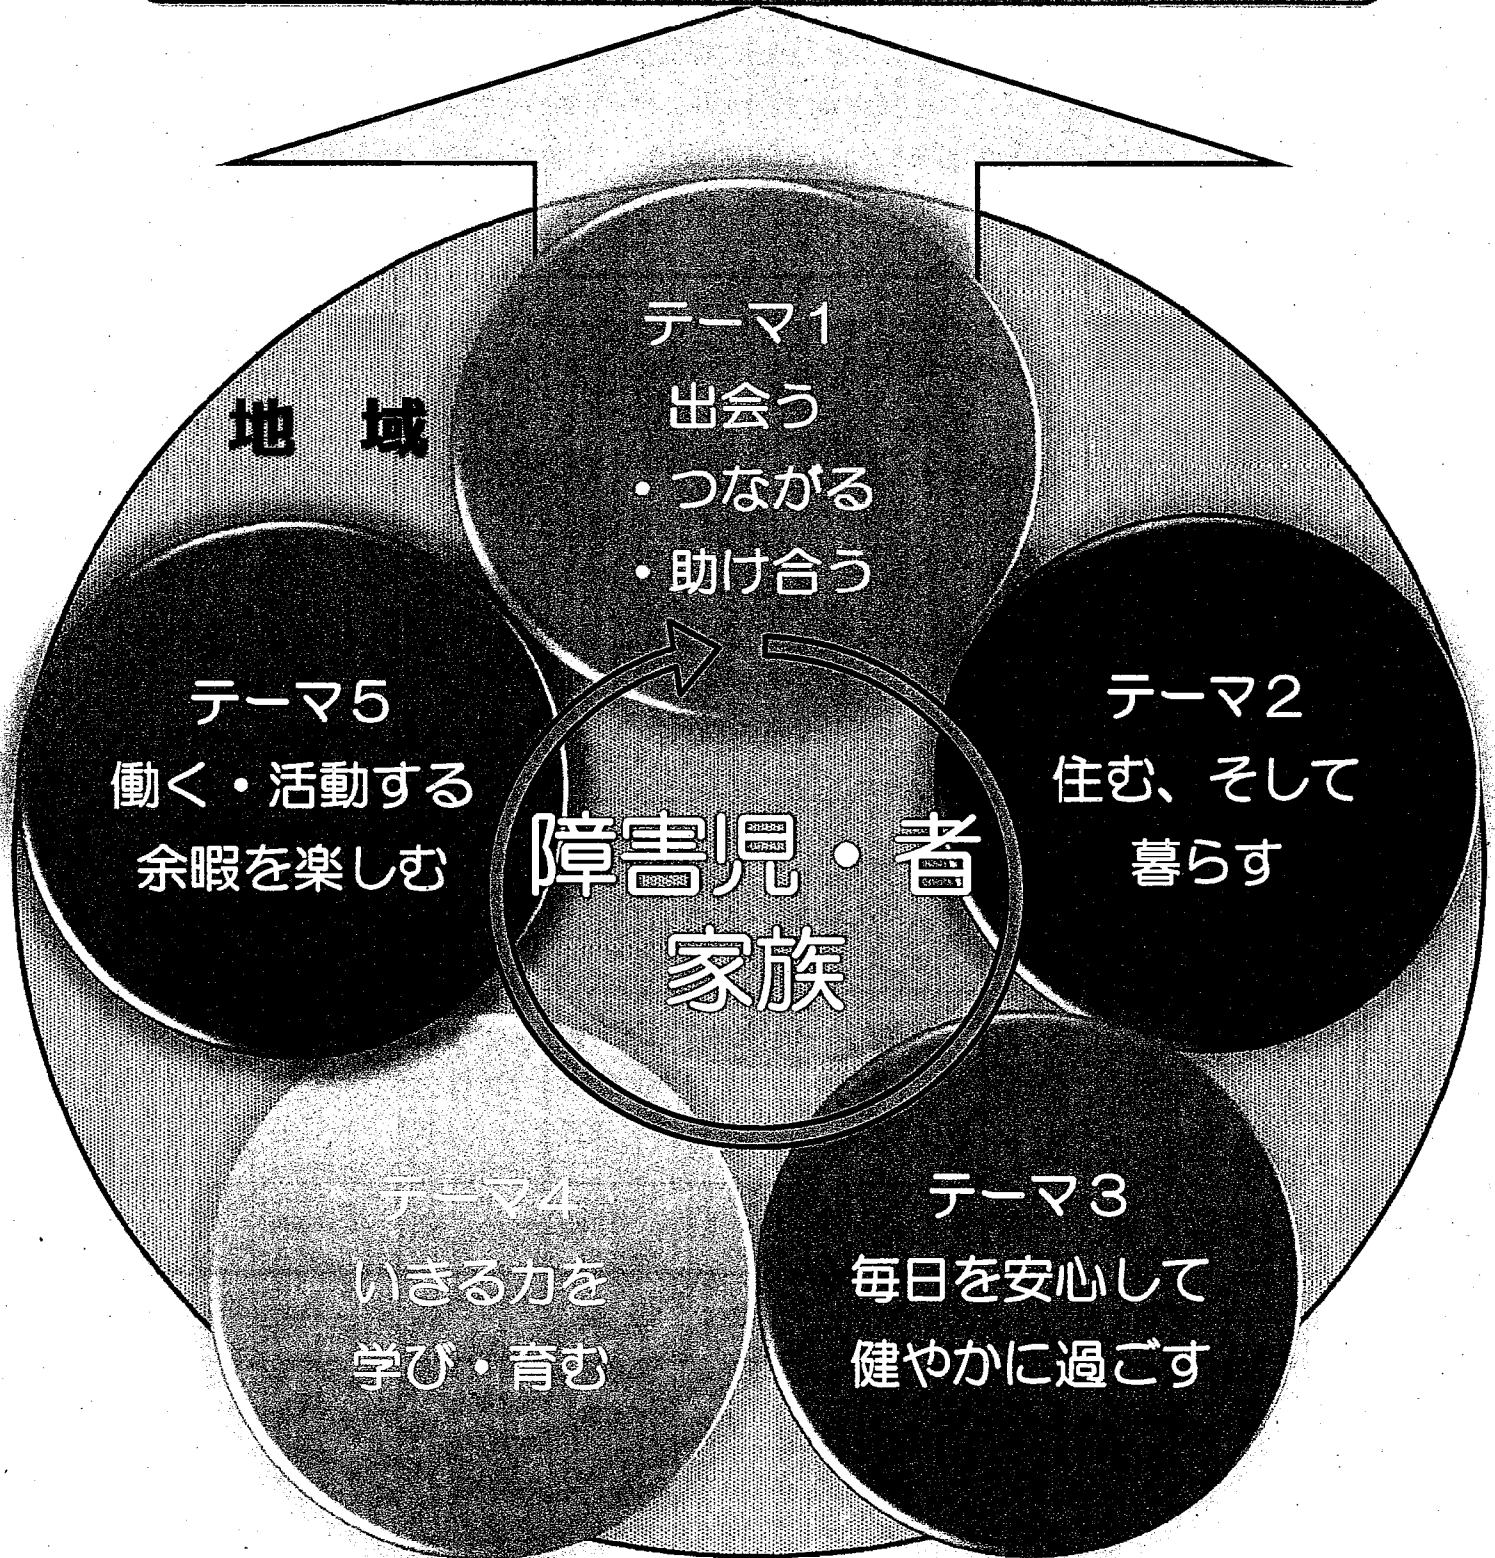 地 域
テーマ1
出会う
・つながる
・助け合う
テーマ2
住む、そして
暮らす
テーマ3
毎日を安心して
健やかに過ごす
テーマ4
いきる力を
学び・育む
テーマ5
働く・活動する
余暇を楽しむ
障害児・者
家族